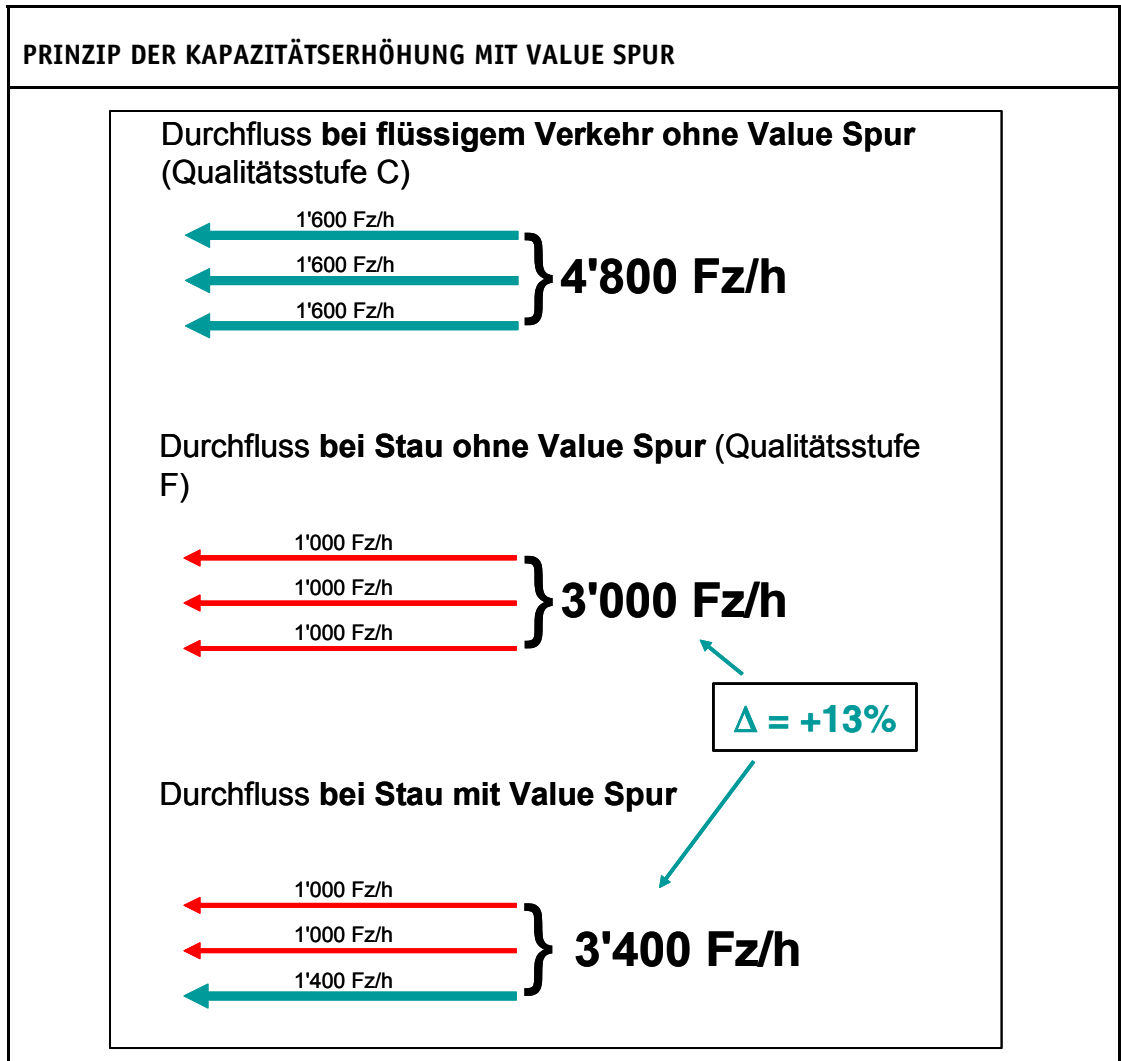 PRINZIP DER KAPAZITÄTSERHÖHUNG MIT VALUE SPUR
Durchfluss bei flüssigem Verkehr ohne Value Spur
(Qualitätsstufe C)
1'600 Fz/h
1'600 Fz/h
1'600 Fz/h
} 4'800 Fz/h
Durchfluss bei Stau ohne Value Spur (Qualitätsstufe
F)
1'000 Fz/h
1'000 Fz/h
1'000 Fz/h
} 3'000 Fz/h
Δ = +13%
Durchfluss bei Stau mit Value Spur
1'000 Fz/h
1'000 Fz/h
1'400 Fz/h
} 3'400 Fz/h